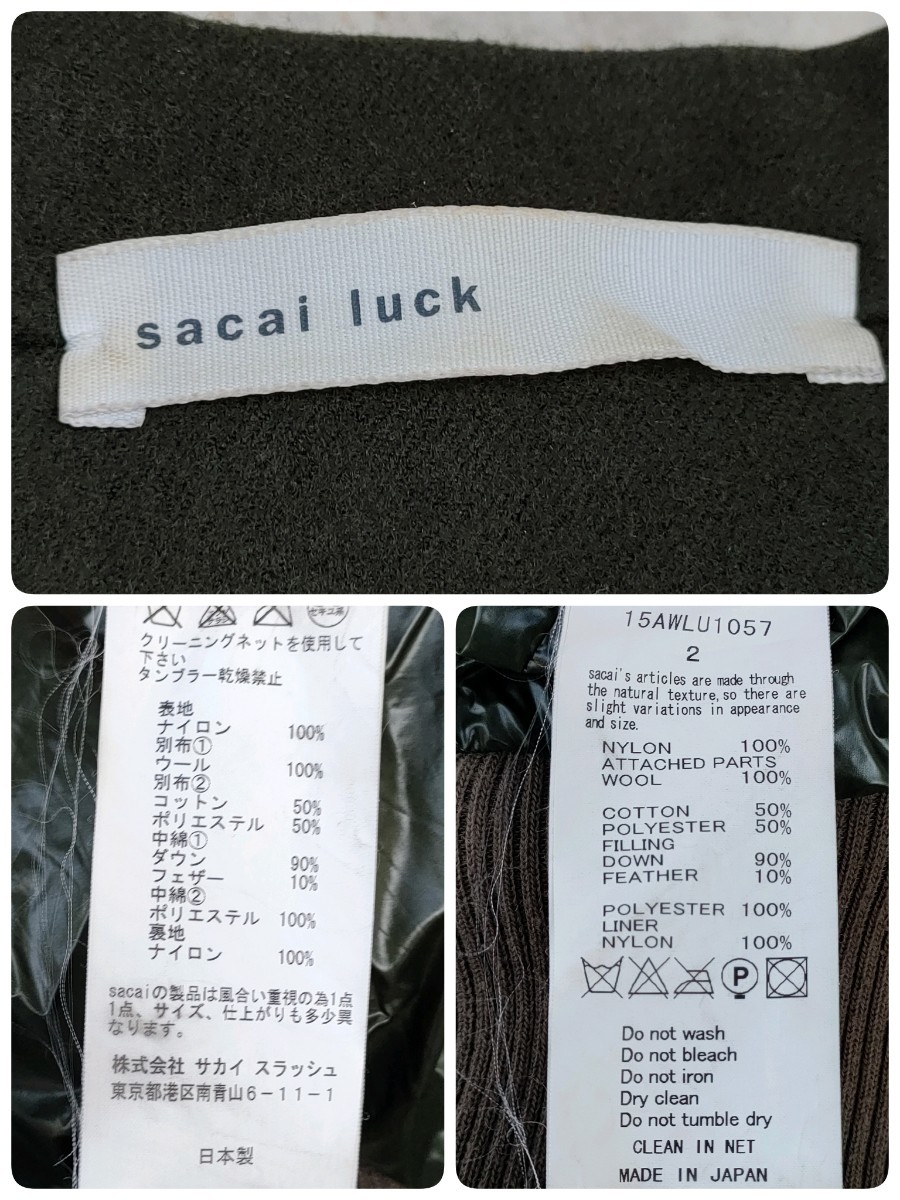 sacai luck
セキユ系
クリーニングネットを使用して
下さい
タンブラー乾燥禁止
表地
ナイロン 100%
別布①
ウール 100%
別布②
コットン 50%
ポリエステル 50%
中綿①
ダウン 90%
フェザー 10%
中綿②
ポリエステル 100%
裏地
ナイロン 100%
sacaiの製品は風合い重視の為1点
1点、サイズ、仕上がりも多少異
なります。
株式会社 サカイ スラッシュ
東京都港区南青山6-11-1
日本製
15AWLU1057
2
sacai's articles are made through
the natural texture,so there are
slight variations in appearance
and size.
NYLON 100%
ATTACHED PARTS
WOOL 100%
COTTON 50%
POLYESTER 50%
FILLING
DOWN 90%
FEATHER 10%
POLYESTER 100%
LINER
NYLON 100%
P
Do not wash
Do not bleach
Do not iron
Dry clean
Do not tumble dry
CLEAN IN NET
MADE IN JAPAN